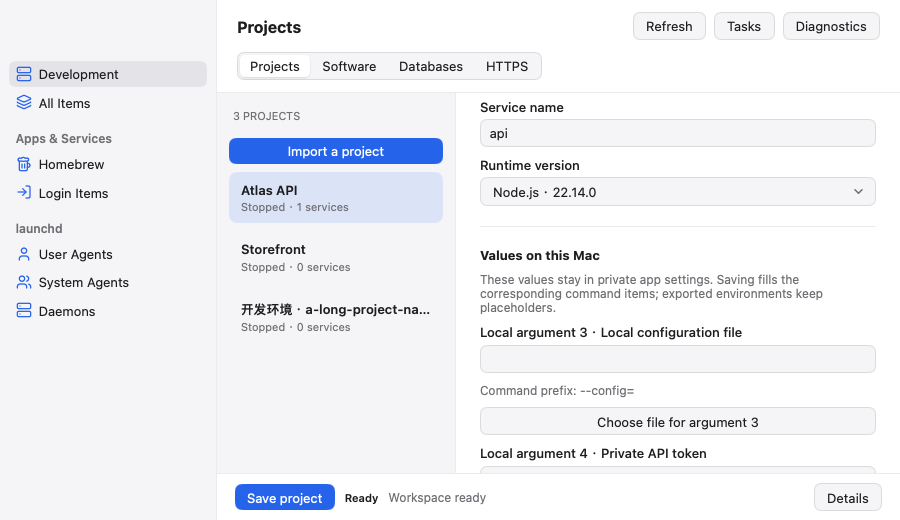 Development
All Items
Apps & Services
Homebrew
Login Items
launchd
User Agents
System Agents
Daemons
Projects
Refresh
Tasks
Diagnostics
Projects
Software
Databases
HTTPS
3 PROJECTS
Import a project
Atlas API
Stopped · 1 services
Storefront
Stopped · 0 services
开发环境 · a-long-project-na...
Stopped · 0 services
Service name
api
Runtime version
Node.js · 22.14.0
Values on this Mac
These values stay in private app settings. Saving fills the
corresponding command items; exported environments keep
placeholders.
Local argument 3 · Local configuration file
Command prefix: --config=
Choose file for argument 3
Local argument 4 · Private API token
Save project
Ready
Workspace ready
Details